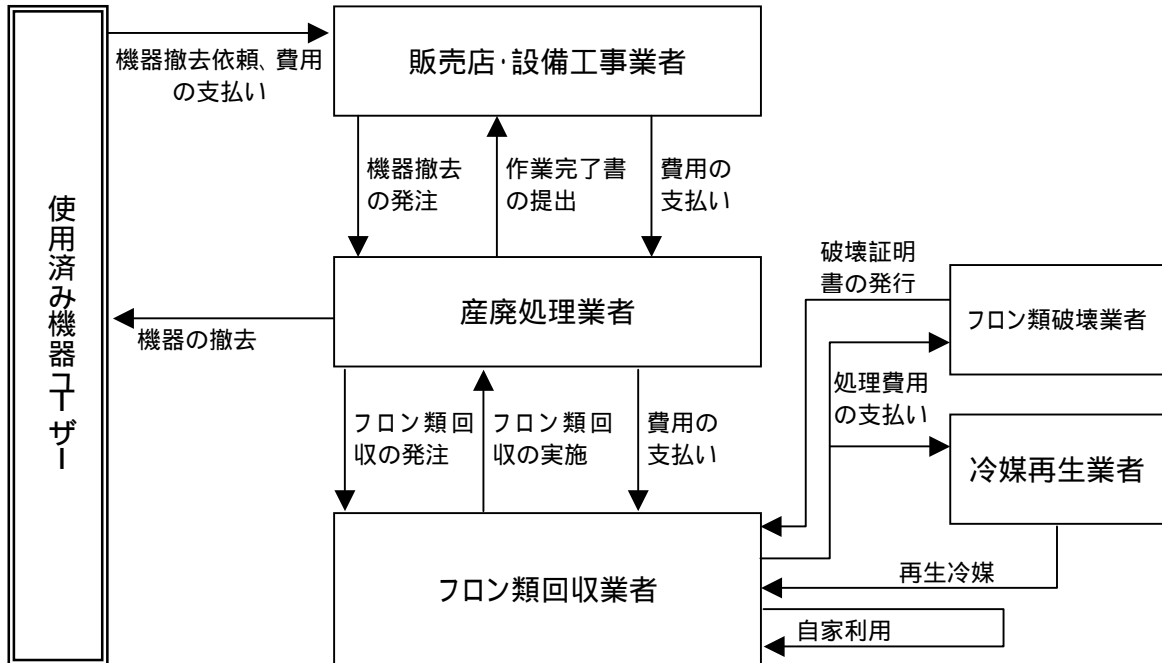 機器撤去依頼、費用
の支払い
販売店･設備工事業者
機器撤去
の発注
作業完了書
の提出
費用の
支払い
使用済み機器ユーザー
産廃処理業者
機器の撤去
破壊証明
書の発行
フロン類破壊業者
処理費用
の支払い
フロン類回
収の発注
フロン類回
収の実施
費用の
支払い
冷媒再生業者
フロン類回収業者
再生冷媒
自家利用